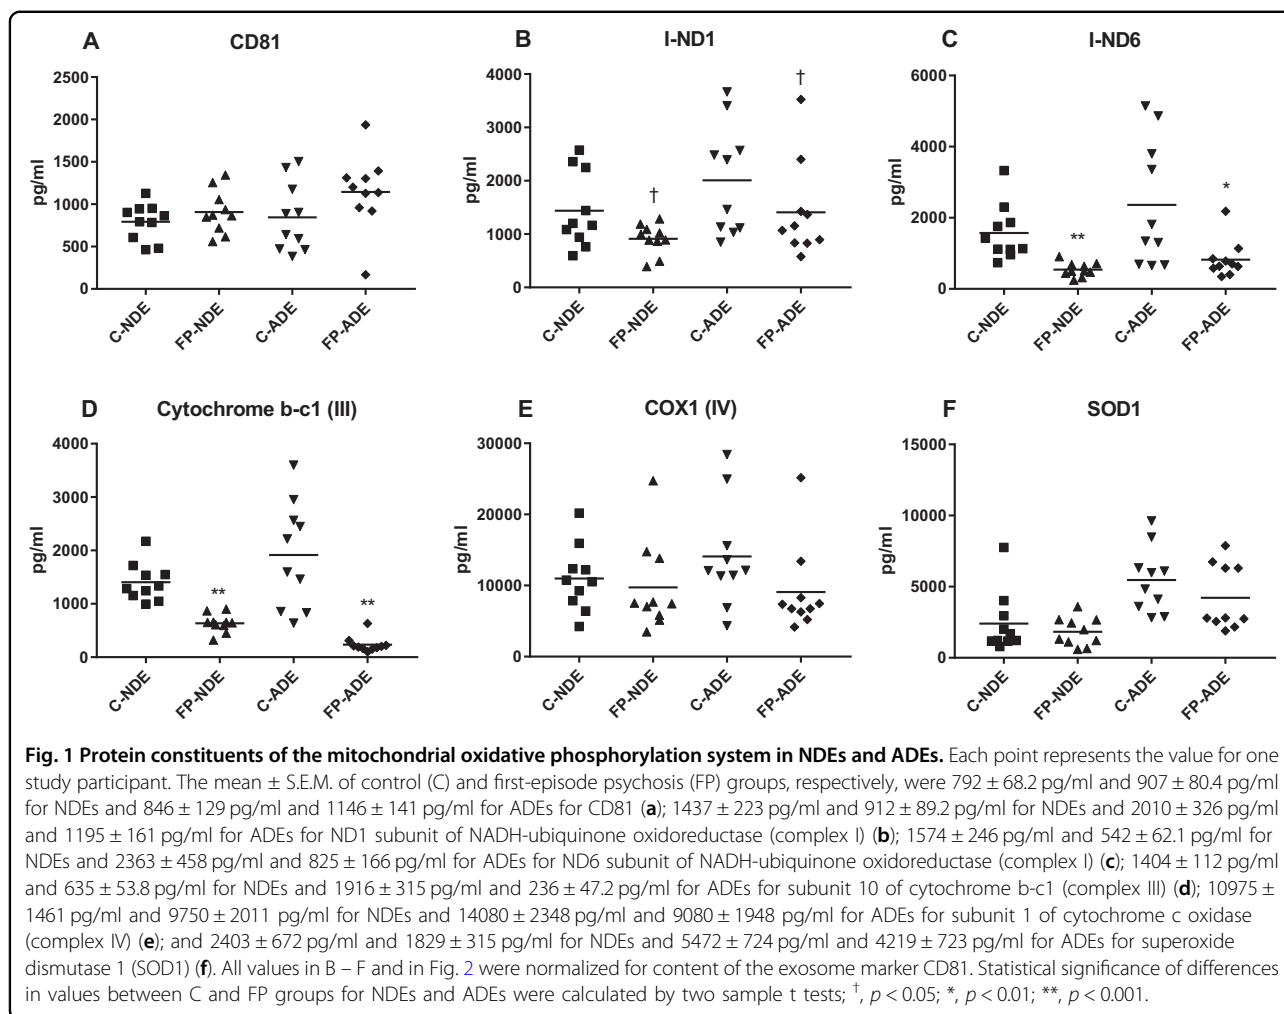 A CD81
2500
2000
1500
1000
500
0
pg/ml
C-NDE
FP-NDE
C-ADE
FP-ADE
B I-ND1
4000
3000
2000
1000
0
pg/ml
†
†
C-NDE
FP-NDE
C-ADE
FP-ADE
C I-ND6
6000
4000
2000
0
pg/ml
**
*
C-NDE
FP-NDE
C-ADE
FP-ADE
D Cytochrome b-c1 (III)
4000
3000
2000
1000
0
pg/ml
**
**
C-NDE
FP-NDE
C-ADE
FP-ADE
E COX1 (IV)
30000
20000
10000
0
pg/ml
C-NDE
FP-NDE
C-ADE
FP-ADE
F SOD1
15000
10000
5000
0
pg/ml
C-NDE
FP-NDE
C-ADE
FP-ADE
Fig. 1 Protein constituents of the mitochondrial oxidative phosphorylation system in NDEs and ADEs. Each point represents the value for one
study participant. The mean ± S.E.M. of control (C) and first-episode psychosis (FP) groups, respectively, were 792 ± 68.2 pg/ml and 907 ± 80.4 pg/ml
for NDEs and 846 ± 129 pg/ml and 1146 ± 141 pg/ml for ADEs for CD81 (a); 1437 ± 223 pg/ml and 912 ± 89.2 pg/ml for NDEs and 2010 ± 326 pg/ml
and 1195 ± 161 pg/ml for ADEs for ND1 subunit of NADH-ubiquinone oxidoreductase (complex I) (b); 1574 ± 246 pg/ml and 542 ± 62.1 pg/ml for
NDEs and 2363 ± 458 pg/ml and 825 ± 166 pg/ml for ADEs for ND6 subunit of NADH-ubiquinone oxidoreductase (complex I) (c); 1404 ± 112 pg/ml
and 635 ± 53.8 pg/ml for NDEs and 1916 ± 315 pg/ml and 236 ± 47.2 pg/ml for ADEs for subunit 10 of cytochrome b-c1 (complex III) (d); 10975 ±
1461 pg/ml and 9750 ± 2011 pg/ml for NDEs and 14080 ± 2348 pg/ml and 9080 ± 1948 pg/ml for ADEs for subunit 1 of cytochrome c oxidase
(complex IV) (e); and 2403 ± 672 pg/ml and 1829 ± 315 pg/ml for NDEs and 5472 ± 724 pg/ml and 4219 ± 723 pg/ml for ADEs for superoxide
dismutase 1 (SOD1) (f). All values in B – F and in Fig. 2 were normalized for content of the exosome marker CD81. Statistical significance of differences
in values between C and FP groups for NDEs and ADEs were calculated by two sample t tests; †, p < 0.05; *, p < 0.01; **, p < 0.001.